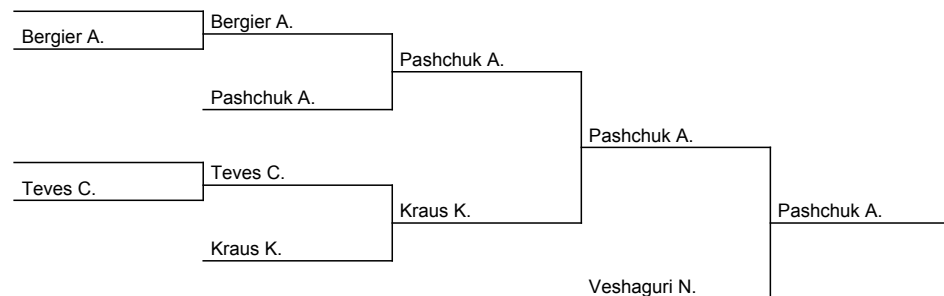 Bergier A.
Bergier A.
Pashchuk A.
Pashchuk A.
Pashchuk A.
Teves C.
Teves C.
Kraus K.
Pashchuk A.
Kraus K.
Veshaguri N.